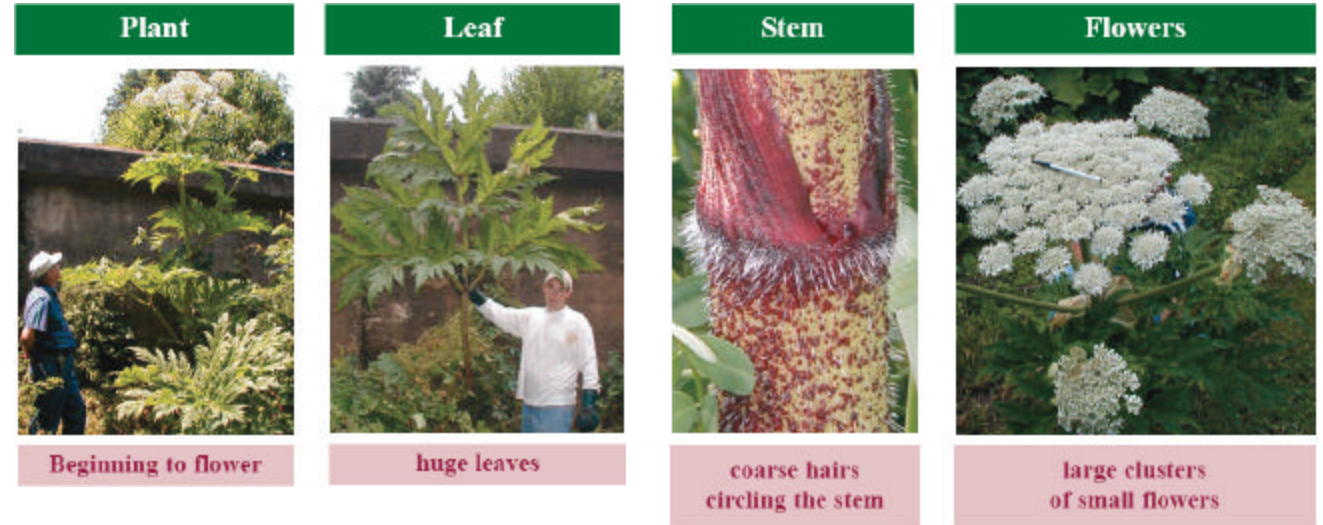 Plant
Leaf
Stem
Flowers
Beginning to flower
huge leaves
coarse hairs
circling the stem
large clusters
of small flowers